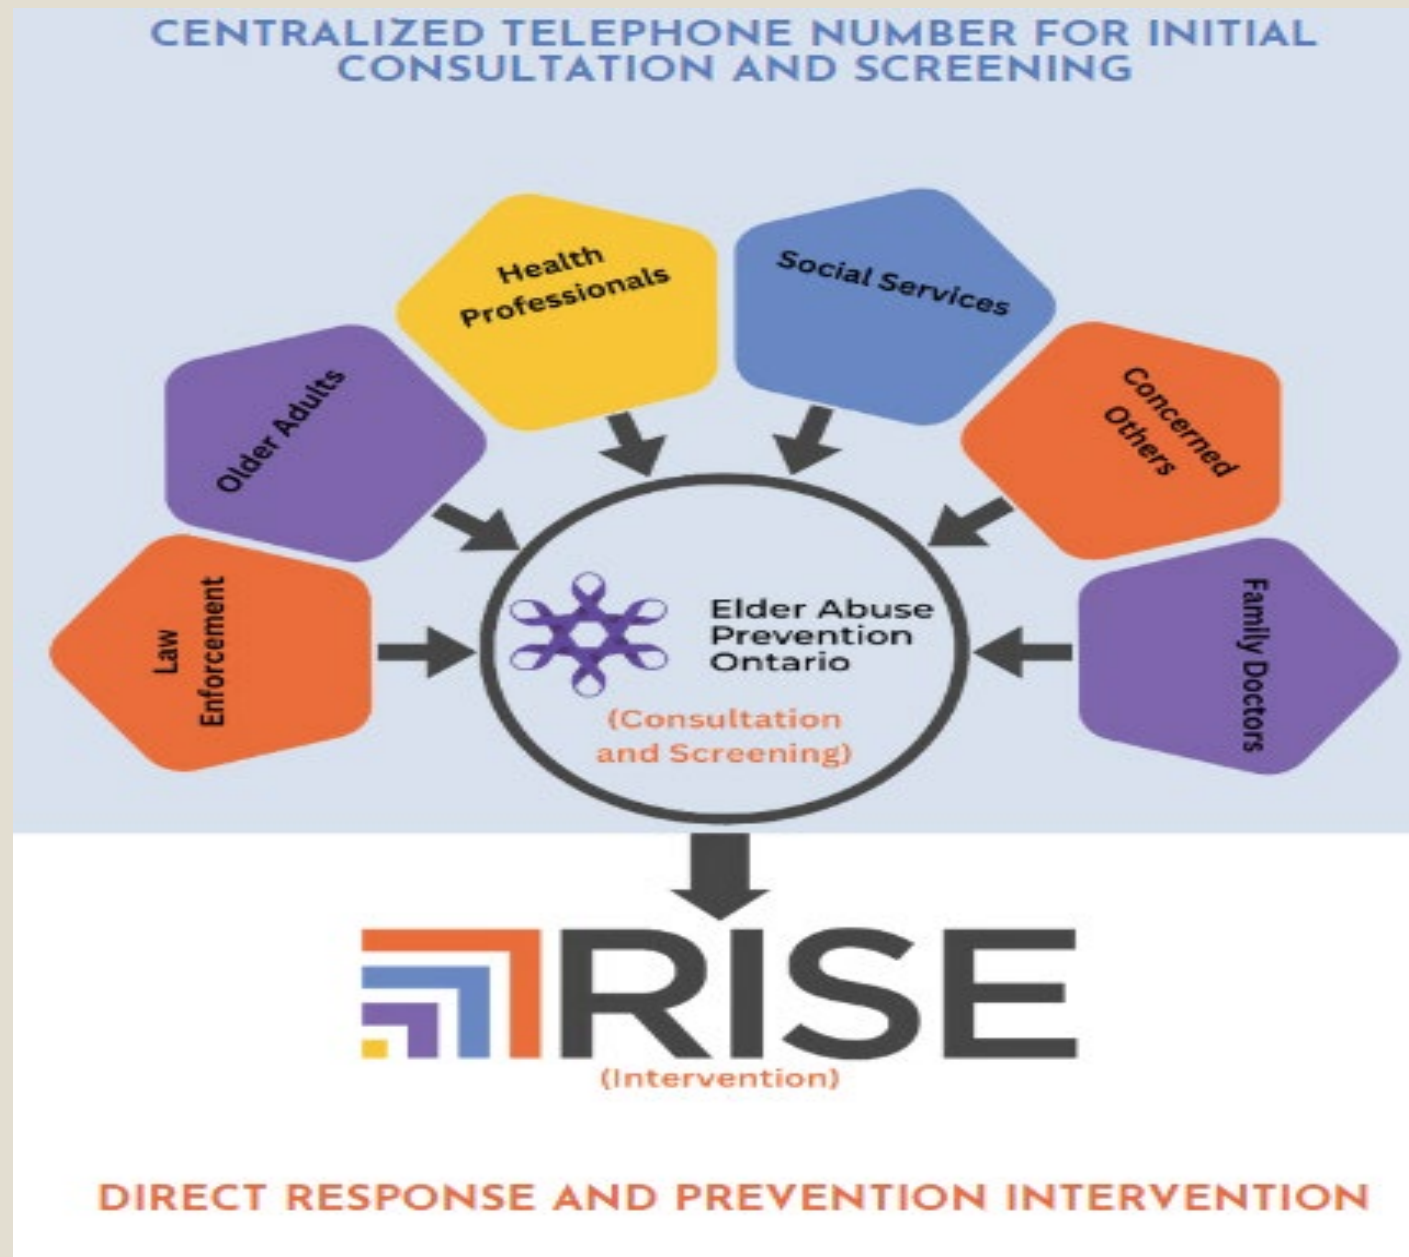 CENTRALIZED TELEPHONE NUMBER FOR INITIAL
CONSULTATION AND SCREENING
Health
Professionals
Social Services
Older Adults
Concerned
Others
Law
Enforcement
Family Doctors
Elder Abuse
Prevention
Ontario
(Consultation
and Screening)
RISE
(Intervention)
DIRECT RESPONSE AND PREVENTION INTERVENTION